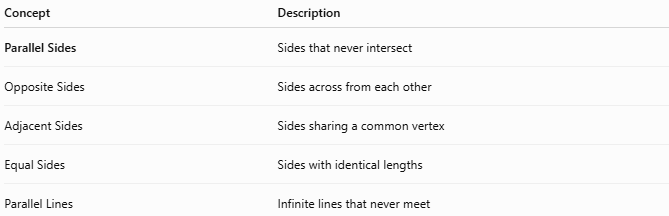 Concept Description
Parallel Sides Sides that never intersect
Opposite Sides Sides across from each other
Adjacent Sides Sides sharing a common vertex
Equal Sides Sides with identical lengths
Parallel Lines Infinite lines that never meet